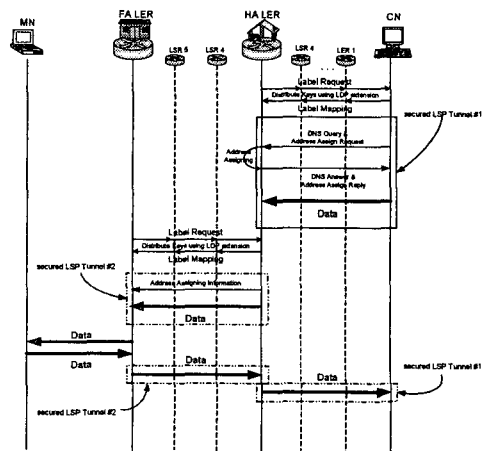 MN
FA LER
LSR 5
LSR 4
HA LER
LSR 4
LER 1
CN
. . .
Label Request
Distribute Keys using LDP extension
Label Mapping
secured LSP Tunnel #1
DNS Query &
Address Assign Request
Address
Assigning
DNS Answer &
Address Assign Reply
Data
Label Request
Distribute Keys using LDP extension
Label Mapping
secured LSP Tunnel #2
Address Assigning Information
Data
Data
Data
Data
Data
secured LSP Tunnel #1
secured LSP Tunnel #2